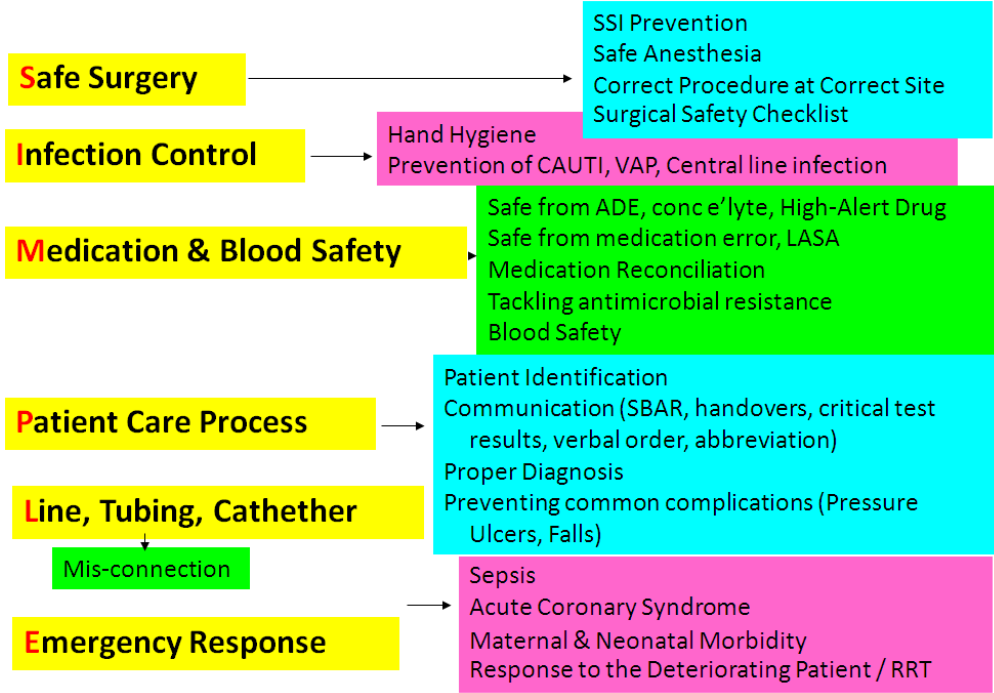 Safe Surgery
SSI Prevention
Safe Anesthesia
Correct Procedure at Correct Site
Surgical Safety Checklist
Infection Control
Hand Hygiene
Prevention of CAUTI, VAP, Central line infection
Medication & Blood Safety
Safe from ADE, conc e’lyte, High-Alert Drug
Safe from medication error, LASA
Medication Reconciliation
Tackling antimicrobial resistance
Blood Safety
Patient Care Process
Patient Identification
Communication (SBAR, handovers, critical test
results, verbal order, abbreviation)
Proper Diagnosis
Preventing common complications (Pressure
Ulcers, Falls)
Line, Tubing, Cathether
Mis-connection
Emergency Response
Sepsis
Acute Coronary Syndrome
Maternal & Neonatal Morbidity
Response to the Deteriorating Patient / RRT